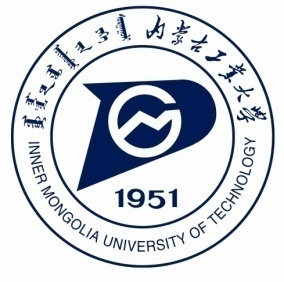 内蒙古工业大学
1951
INNER MONGOLIA UNIVERSITY OF TECHNOLOGY